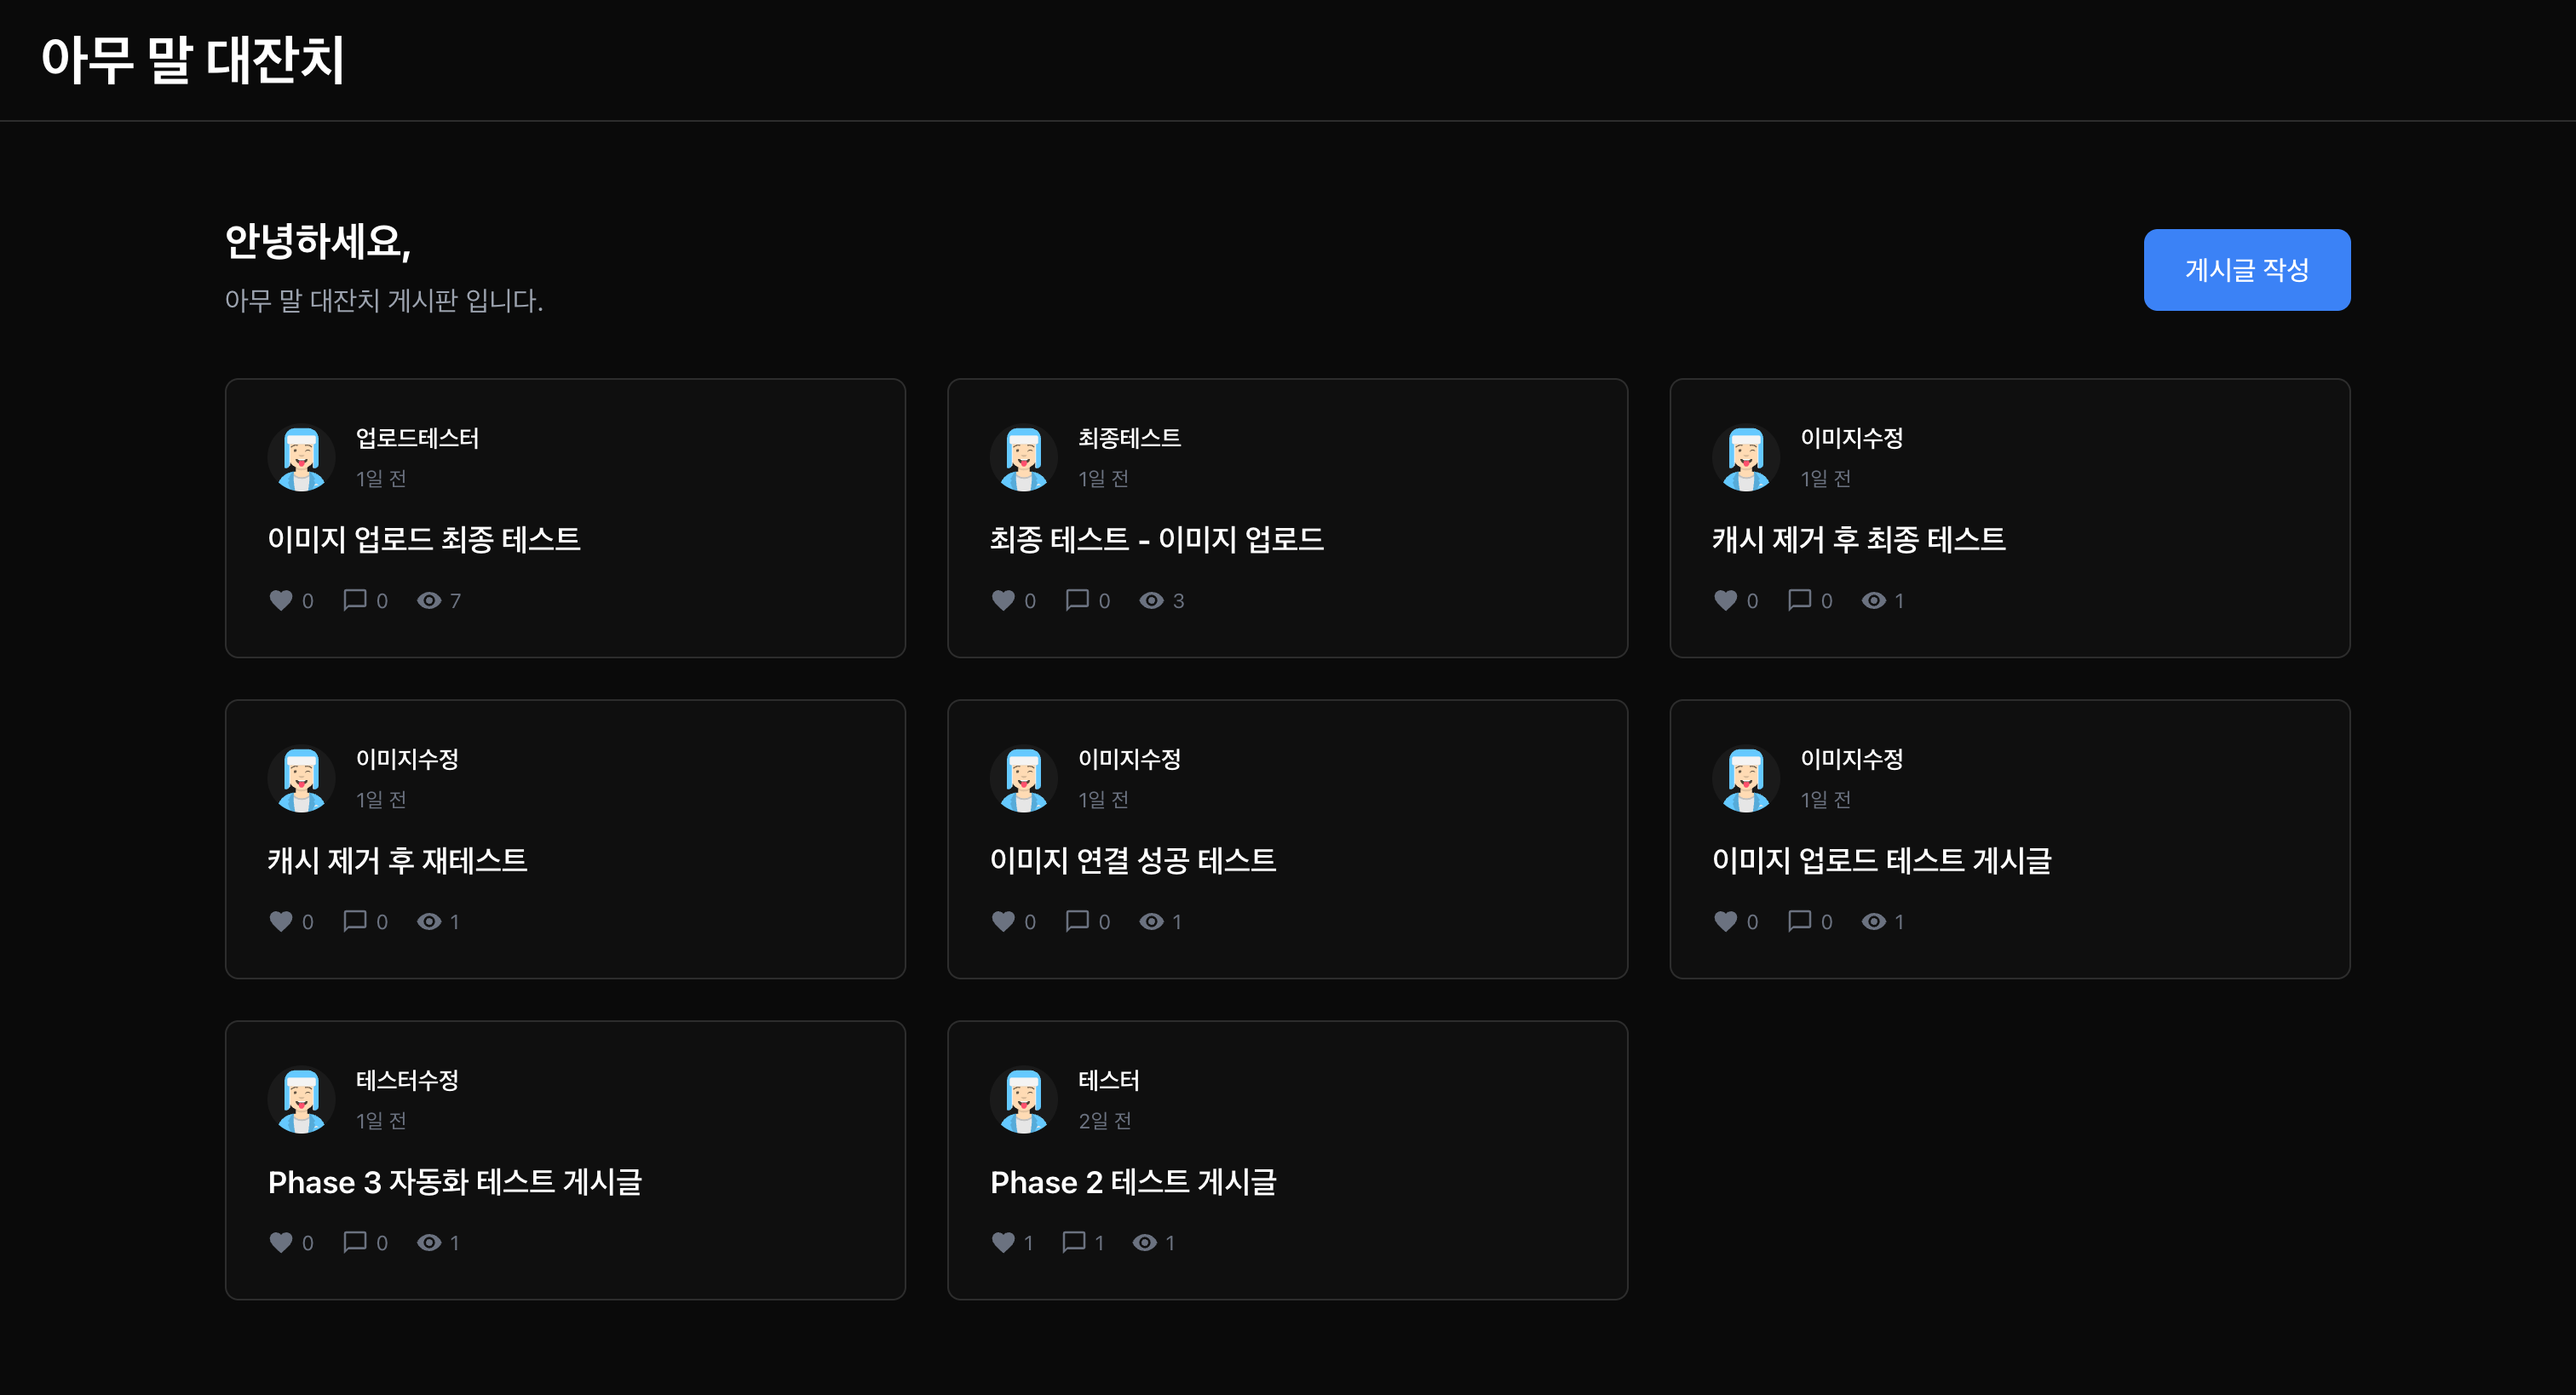 아무 말 대잔치
안녕하세요,
아무 말 대잔치 게시판 입니다.
게시글 작성
업로드테스터
1일 전
이미지 업로드 최종 테스트
0 0 7
최종테스트
1일 전
최종 테스트 - 이미지 업로드
0 0 3
이미지수정
1일 전
캐시 제거 후 최종 테스트
0 0 1
이미지수정
1일 전
캐시 제거 후 재테스트
0 0 1
이미지수정
1일 전
이미지 연결 성공 테스트
0 0 1
이미지수정
1일 전
이미지 업로드 테스트 게시글
0 0 1
테스터수정
1일 전
Phase 3 자동화 테스트 게시글
0 0 1
테스터
2일 전
Phase 2 테스트 게시글
1 1 1